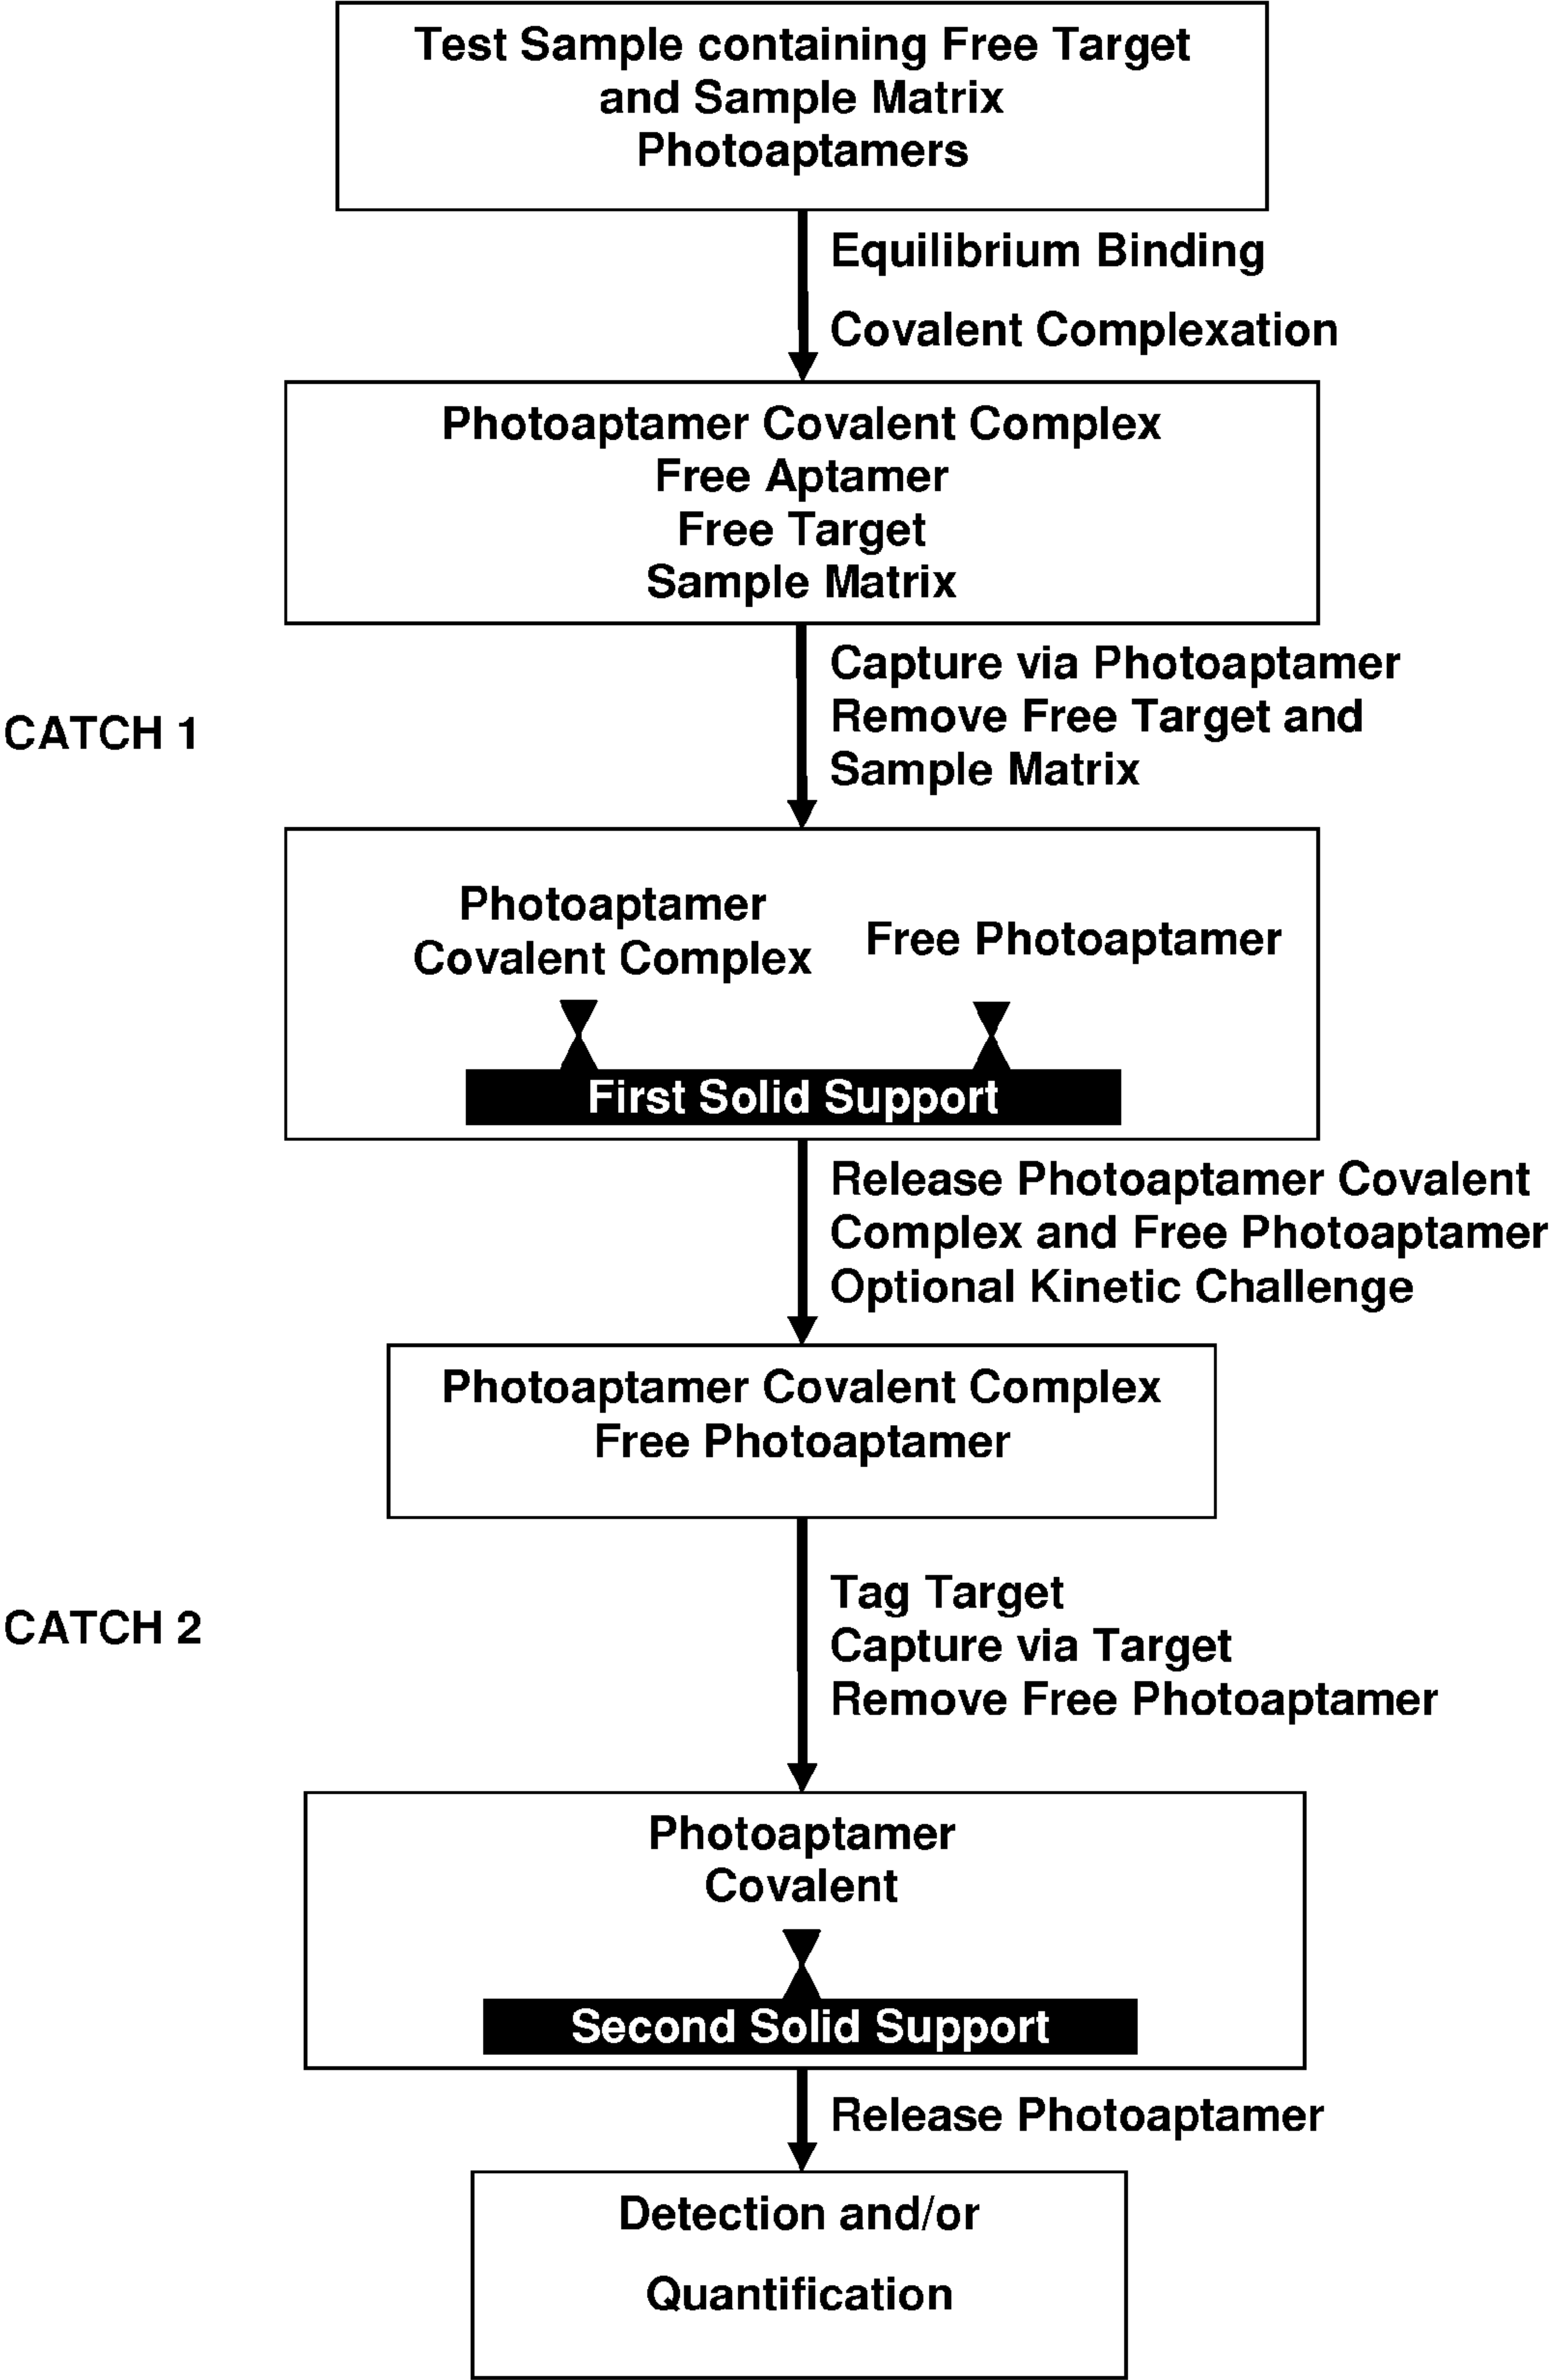 Test Sample containing Free Target
and Sample Matrix
Photoaptamers
Equilibrium Binding
Covalent Complexation
Photoaptamer Covalent Complex
Free Aptamer
Free Target
Sample Matrix
CATCH 1
Capture via Photoaptamer
Remove Free Target and
Sample Matrix
Photoaptamer
Covalent Complex
Free Photoaptamer
First Solid Support
Release Photoaptamer Covalent
Complex and Free Photoaptamer
Optional Kinetic Challenge
Photoaptamer Covalent Complex
Free Photoaptamer
CATCH 2
Tag Target
Capture via Target
Remove Free Photoaptamer
Photoaptamer
Covalent
Second Solid Support
Release Photoaptamer
Detection and/or
Quantification